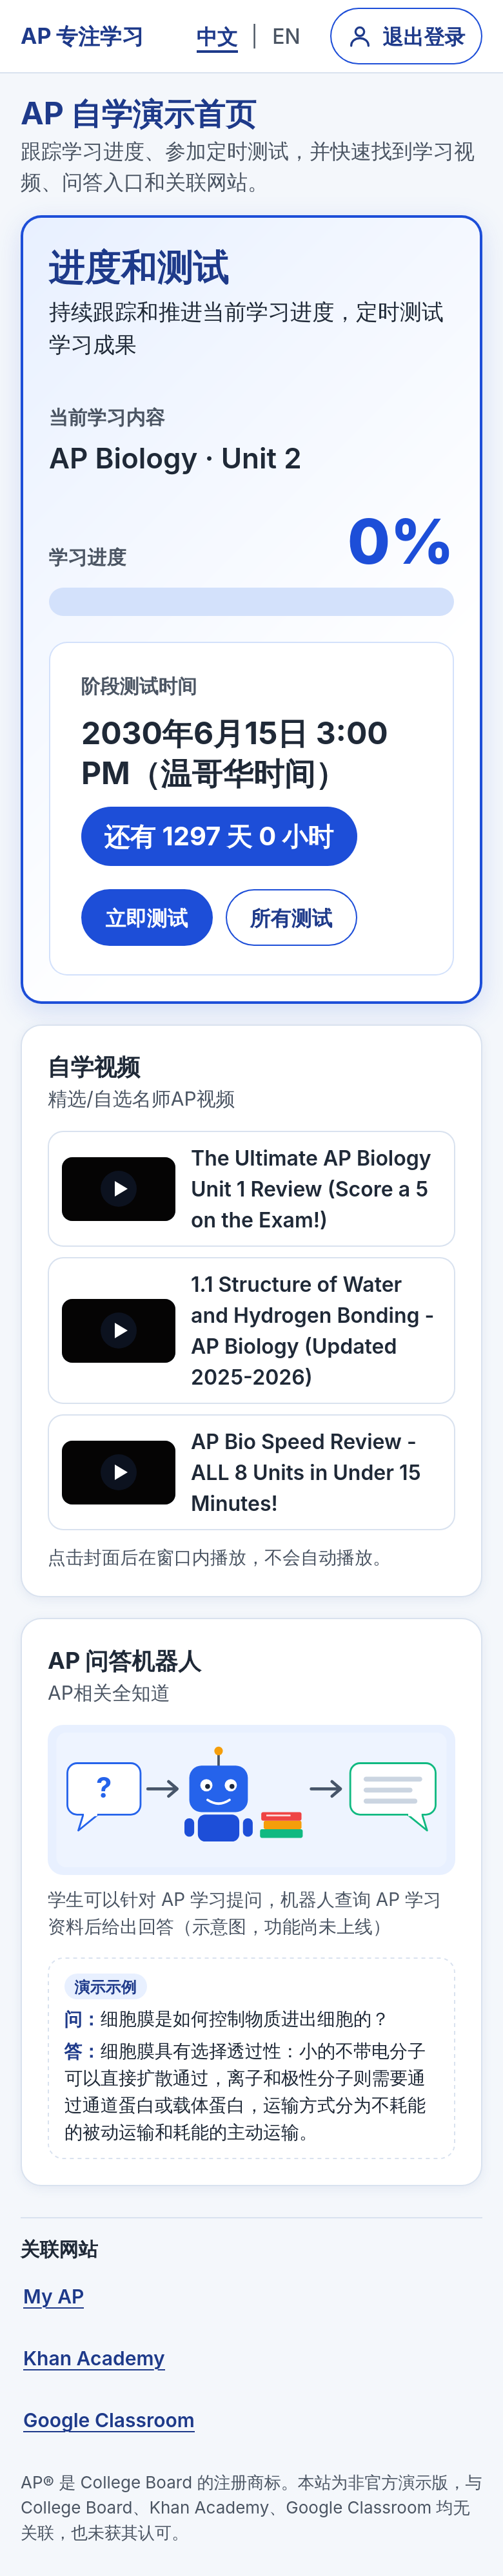 AP 专注学习
中文 | EN
退出登录
AP 自学演示首页
跟踪学习进度、参加定时测试，并快速找到学习视
频、问答入口和关联网站。
进度和测试
持续跟踪和推进当前学习进度，定时测试
学习成果
当前学习内容
AP Biology · Unit 2
学习进度
0%
阶段测试时间
2030年6月15日 3:00
PM（温哥华时间）
还有 1297 天 0 小时
立即测试
所有测试
自学视频
精选/自选名师AP视频
The Ultimate AP Biology
Unit 1 Review (Score a 5
on the Exam!)
1.1 Structure of Water
and Hydrogen Bonding -
AP Biology (Updated
2025-2026)
AP Bio Speed Review -
ALL 8 Units in Under 15
Minutes!
点击封面后在窗口内播放，不会自动播放。
AP 问答机器人
AP相关全知道
?
学生可以针对 AP 学习提问，机器人查询 AP 学习
资料后给出回答（示意图，功能尚未上线）
演示示例
问：细胞膜是如何控制物质进出细胞的？
答：细胞膜具有选择透过性：小的不带电分子
可以直接扩散通过，离子和极性分子则需要通
过通道蛋白或载体蛋白，运输方式分为不耗能
的被动运输和耗能的主动运输。
关联网站
My AP
Khan Academy
Google Classroom
AP® 是 College Board 的注册商标。本站为非官方演示版，与
College Board、Khan Academy、Google Classroom 均无
关联，也未获其认可。